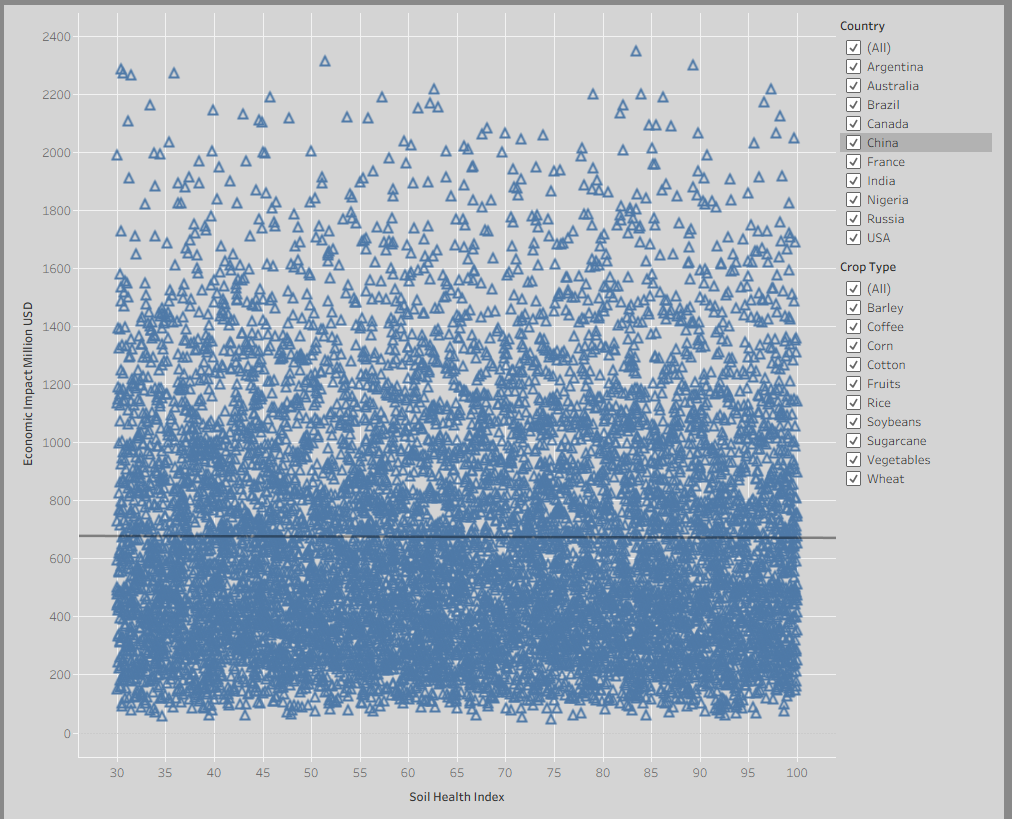 2400
2200
2000
1800
1600
1400
1200
1000
800
600
400
200
0
Economic Impact Million USD
30 35 40 45 50 55 60 65 70 75 80 85 90 95 100
Soil Health Index
Country
(All)
Argentina
Australia
Brazil
Canada
China
France
India
Nigeria
Russia
USA
Crop Type
(All)
Barley
Coffee
Corn
Cotton
Fruits
Rice
Soybeans
Sugarcane
Vegetables
Wheat